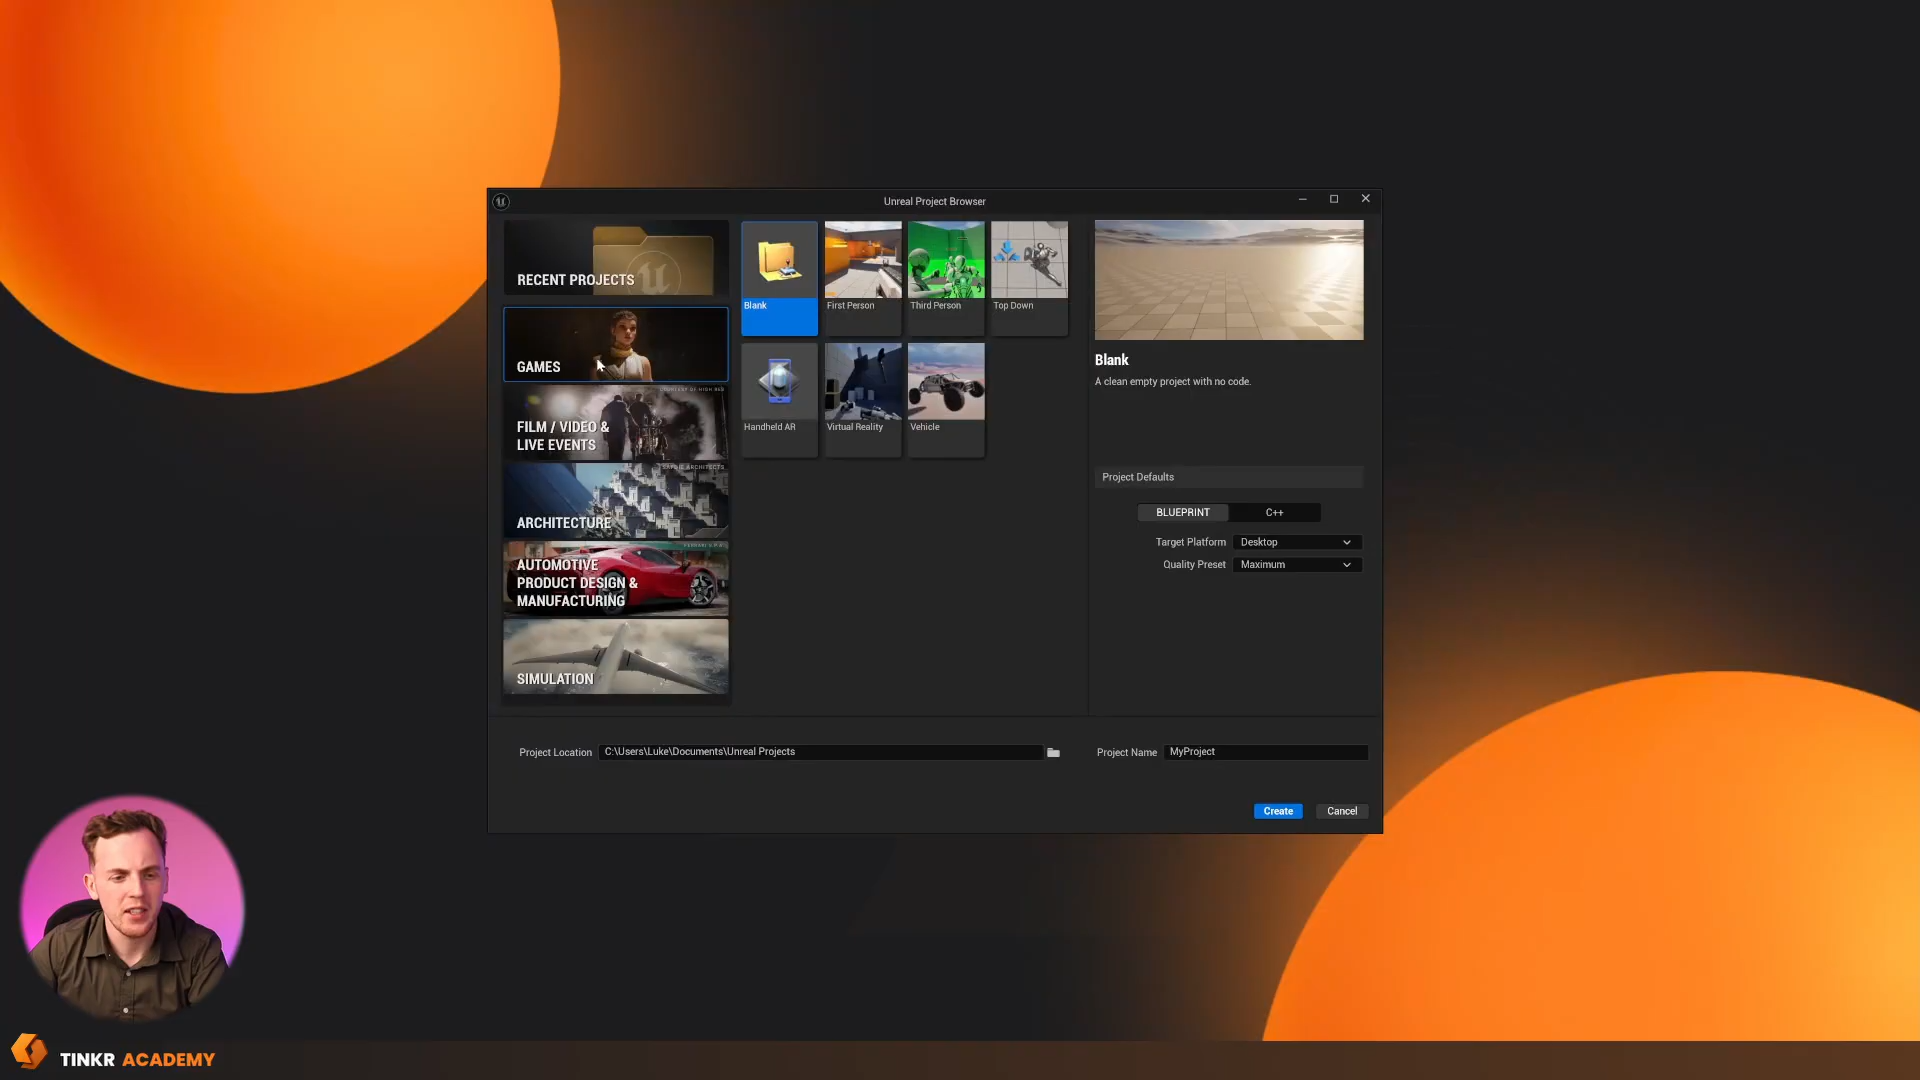 Unreal Project Browser
RECENT PROJECTS
GAMES
FILM / VIDEO &
LIVE EVENTS
ARCHITECTURE
AUTOMOTIVE
PRODUCT DESIGN &
MANUFACTURING
SIMULATION
Blank
First Person
Third Person
Top Down
Handheld AR
Virtual Reality
Vehicle
Blank
A clean empty project with no code.
Project Defaults
BLUEPRINT
C++
Target Platform
Desktop
Quality Preset
Maximum
Project Location
C:\Users\Luke\Documents\Unreal Projects
Project Name
MyProject
Create
Cancel
TINKR ACADEMY